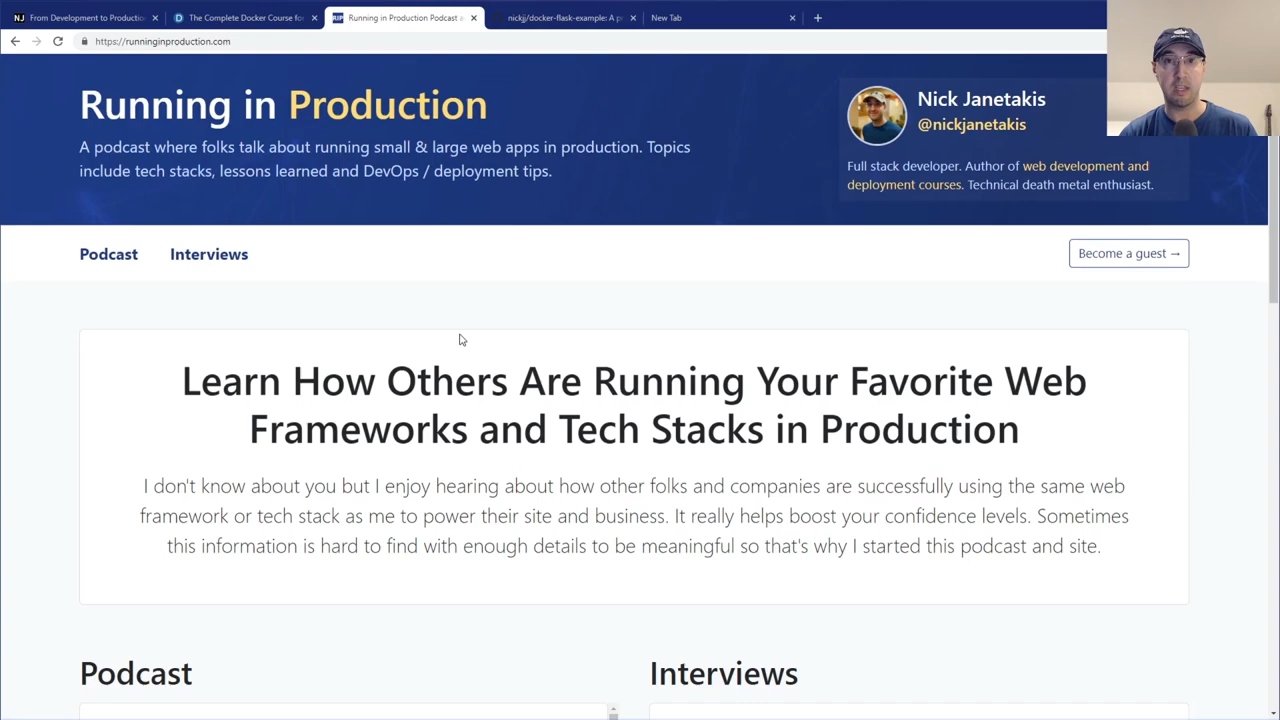 From Development to Production
The Complete Docker Course for
Running in Production Podcast a
nickjj/docker-flask-example: A p
New Tab
https://runninginproduction.com
Running in Production
A podcast where folks talk about running small & large web apps in production. Topics
include tech stacks, lessons learned and DevOps / deployment tips.
Nick Janetakis
@nickjanetakis
Full stack developer. Author of web development and
deployment courses. Technical death metal enthusiast.
Podcast
Interviews
Become a guest →
Learn How Others Are Running Your Favorite Web
Frameworks and Tech Stacks in Production
I don't know about you but I enjoy hearing about how other folks and companies are successfully using the same web
framework or tech stack as me to power their site and business. It really helps boost your confidence levels. Sometimes
this information is hard to find with enough details to be meaningful so that's why I started this podcast and site.
Podcast
Interviews